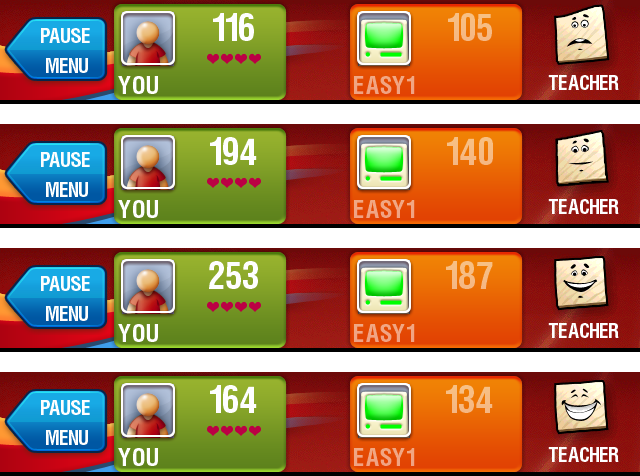 PAUSE
MENU
116
105
YOU
EASY1
TEACHER
PAUSE
MENU
194
140
YOU
EASY1
TEACHER
PAUSE
MENU
253
187
YOU
EASY1
TEACHER
PAUSE
MENU
164
134
YOU
EASY1
TEACHER